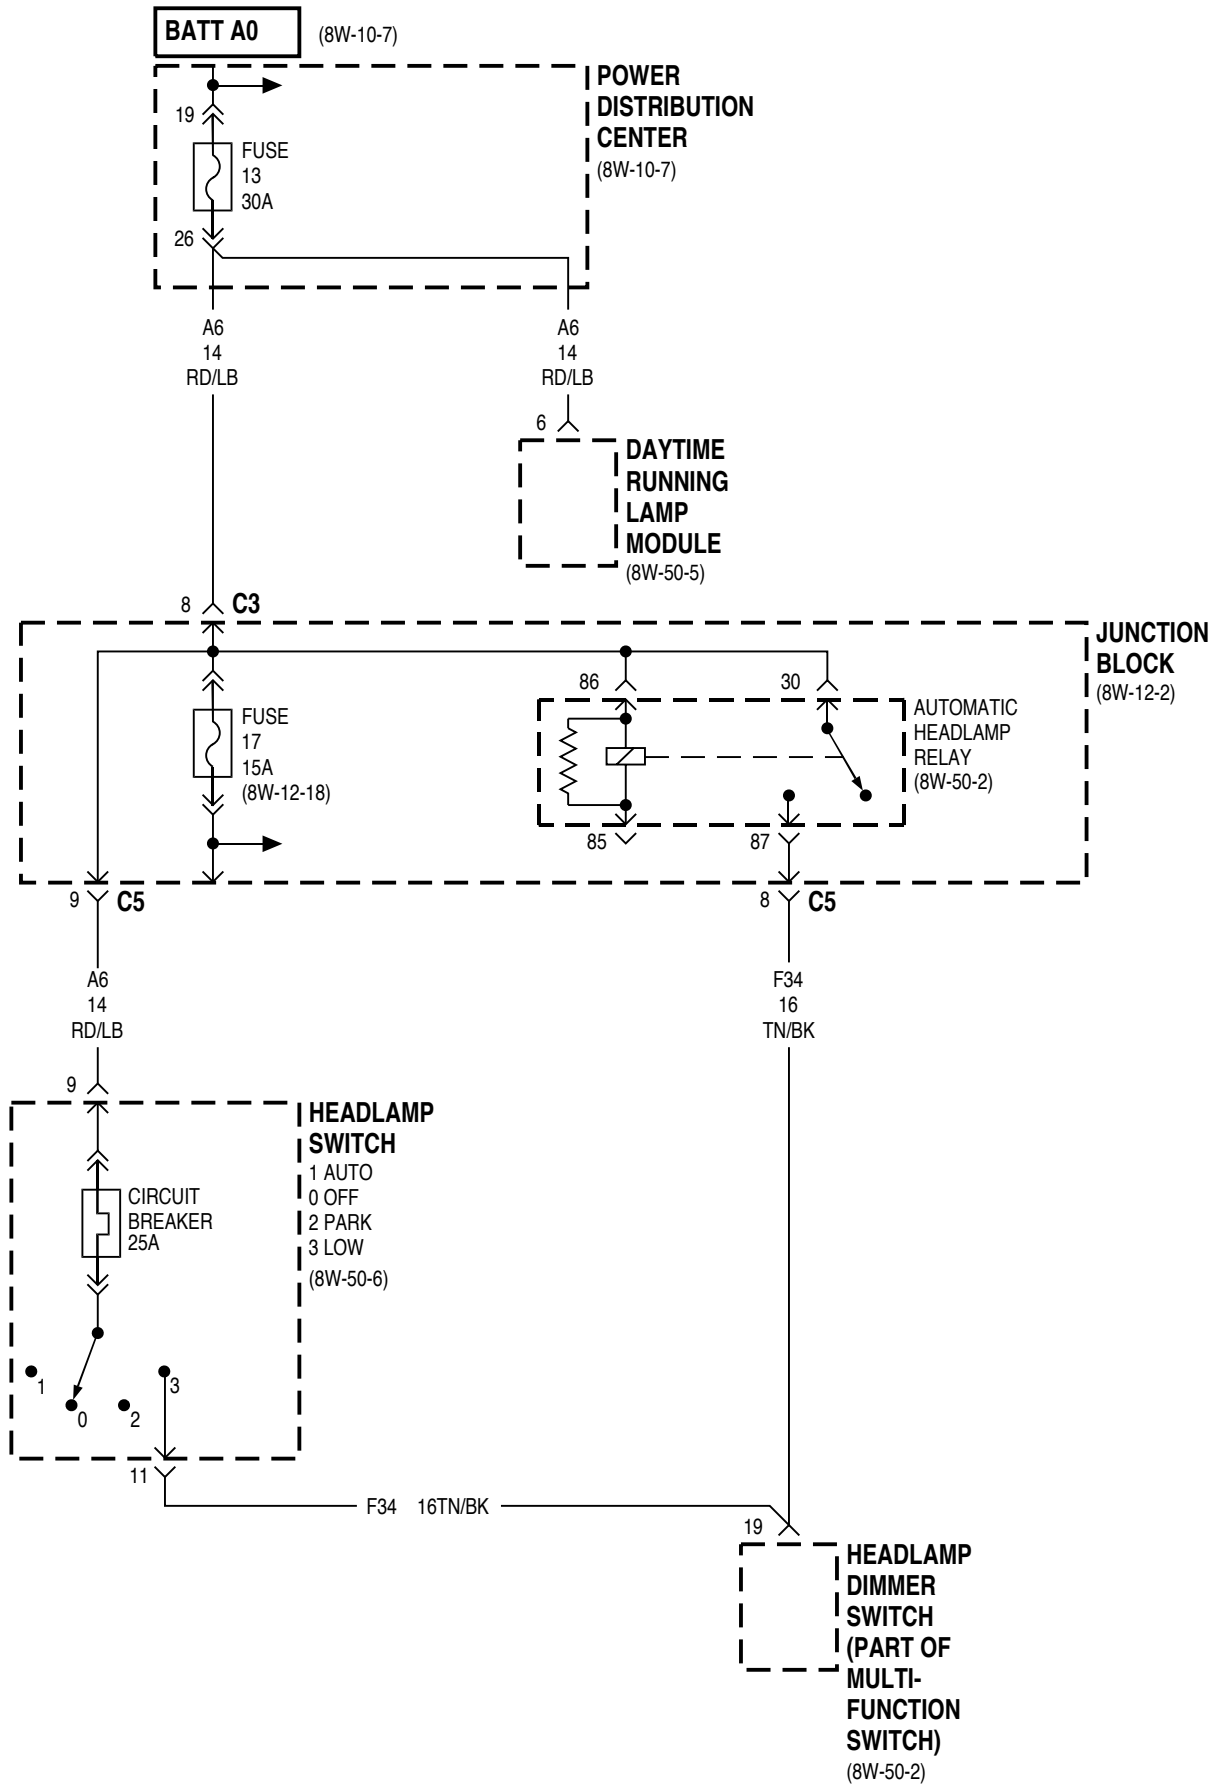 BATT A0
(8W-10-7)
POWER
DISTRIBUTION
CENTER
(8W-10-7)
19
FUSE
13
30A
26
A6
14
RD/LB
A6
14
RD/LB
6
DAYTIME
RUNNING
LAMP
MODULE
(8W-50-5)
8
C3
JUNCTION
BLOCK
(8W-12-2)
86
30
FUSE
17
15A
(8W-12-18)
AUTOMATIC
HEADLAMP
RELAY
(8W-50-2)
85
87
9
C5
8
C5
A6
14
RD/LB
F34
16
TN/BK
9
HEADLAMP
SWITCH
1 AUTO
0 OFF
2 PARK
3 LOW
(8W-50-6)
CIRCUIT
BREAKER
25A
1
0
2
3
11
F34 16TN/BK
19
HEADLAMP
DIMMER
SWITCH
(PART OF
MULTI-
FUNCTION
SWITCH)
(8W-50-2)